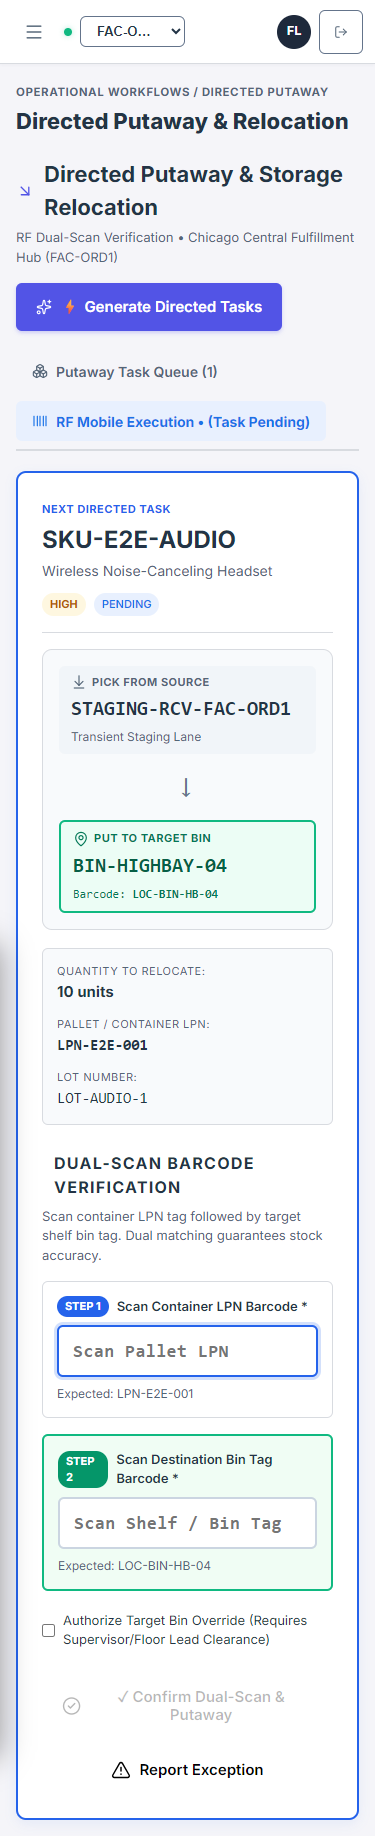 FAC-O...
FL
OPERATIONAL WORKFLOWS / DIRECTED PUTAWAY
Directed Putaway & Relocation
Directed Putaway & Storage
Relocation
RF Dual-Scan Verification • Chicago Central Fulfillment
Hub (FAC-ORD1)
Generate Directed Tasks
Putaway Task Queue (1)
RF Mobile Execution • (Task Pending)
NEXT DIRECTED TASK
SKU-E2E-AUDIO
Wireless Noise-Canceling Headset
HIGH PENDING
PICK FROM SOURCE
STAGING-RCV-FAC-ORD1
Transient Staging Lane
↓
PUT TO TARGET BIN
BIN-HIGHBAY-04
Barcode: LOC-BIN-HB-04
QUANTITY TO RELOCATE:
10 units
PALLET / CONTAINER LPN:
LPN-E2E-001
LOT NUMBER:
LOT-AUDIO-1
DUAL-SCAN BARCODE
VERIFICATION
Scan container LPN tag followed by target
shelf bin tag. Dual matching guarantees stock
accuracy.
STEP 1 Scan Container LPN Barcode *
Scan Pallet LPN
Expected: LPN-E2E-001
STEP 2 Scan Destination Bin Tag
Barcode *
Scan Shelf / Bin Tag
Expected: LOC-BIN-HB-04
Authorize Target Bin Override (Requires
Supervisor/Floor Lead Clearance)
✓ Confirm Dual-Scan &
Putaway
Report Exception